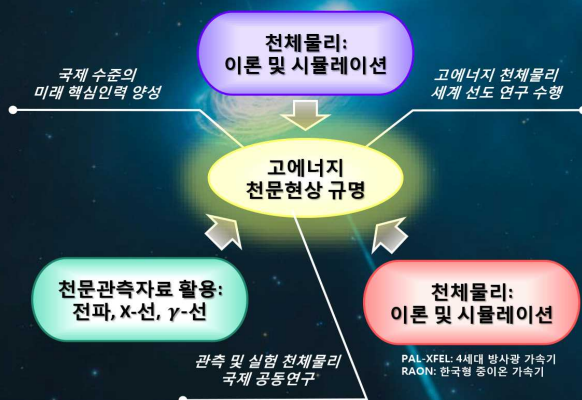 천체물리:
이론 및 시뮬레이션
국제 수준의
미래 핵심인력 양성
고에너지 천체물리
세계 선도 연구 수행
고에너지
천문현상 규명
천문관측자료 활용:
전파, X-선, γ-선
천체물리:
이론 및 시뮬레이션
관측 및 실험 천체물리
국제 공동연구
PAL-XFEL: 4세대 방사광 가속기
RAON: 한국형 중이온 가속기